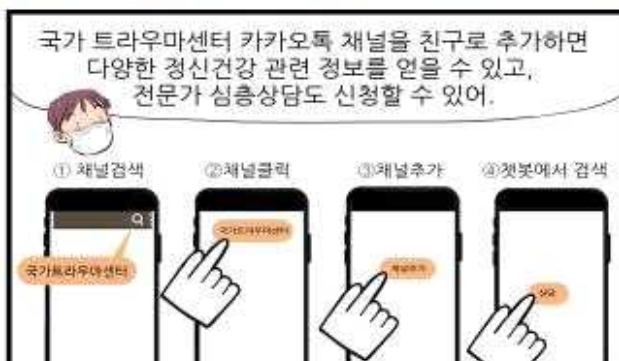 국가 트라우마센터 카카오톡 채널을 친구로 추가하면
다양한 정신건강 관련 정보를 얻을 수 있고,
전문가 심층상담도 신청할 수 있어.
① 채널검색
②채널클릭
③채널추가
④챗봇에서 검색
국가트라우마센터
국가트라우마센터
채널추가
상담